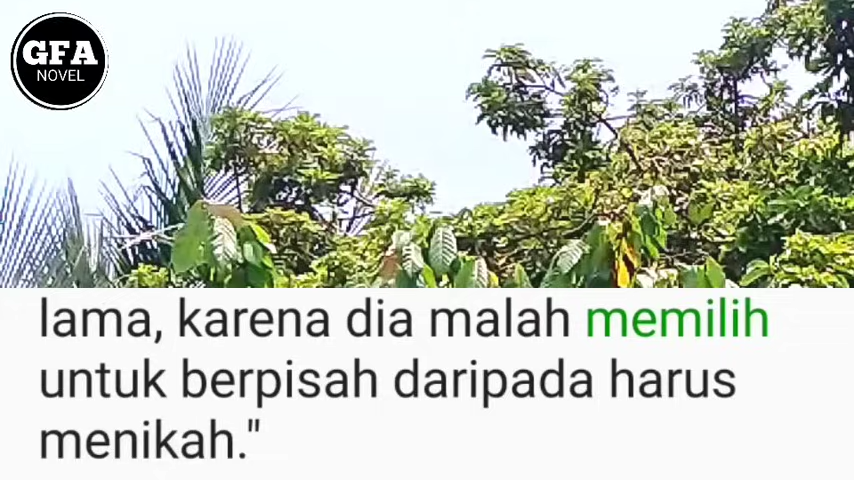 GFA
NOVEL
lama, karena dia malah memilih
untuk berpisah daripada harus
menikah."